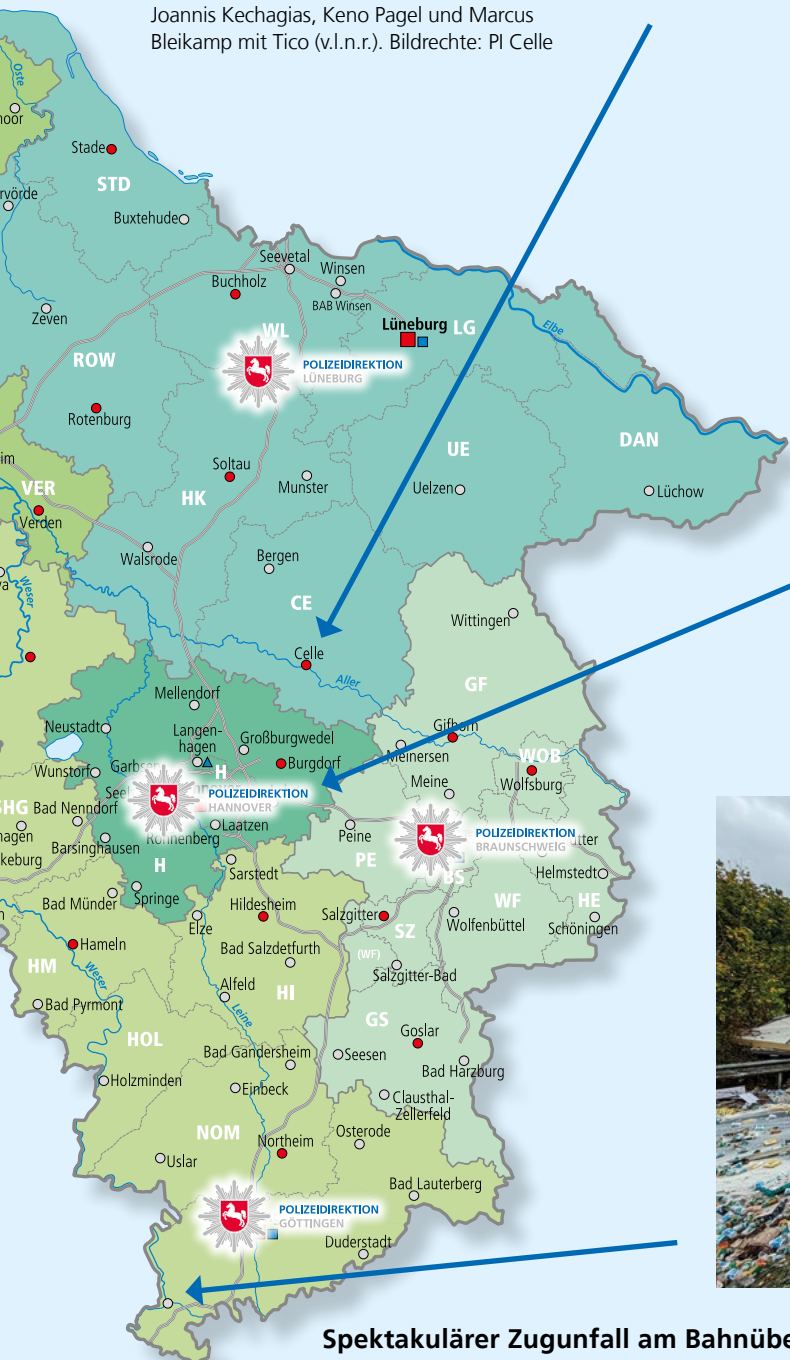 Joannis Kechagias, Keno Pagel und Marcus
Bleikamp mit Tico (v.l.n.r.). Bildrechte: PI Celle
Oste
Stade
STD
Buxtehude
Seevetal
Winsen
Buchholz
BAB Winsen
Zeven
WL
Lüneburg
LG
Elbe
ROW
POLIZEIDIREKTION
LÜNEBURG
Rotenburg
DAN
UE
Soltau
VER
HK
Munster
Uelzen
Lüchow
Verden
Walsrode
Bergen
Weser
CE
Wittingen
Celle
Aller
GF
Mellendorf
Neustadt
Langen-
hagen
Großburgwedel
Gifhorn
Meinersen
WOB
Wunstorf
H
Burgdorf
Meine
Wolfsburg
POLIZEIDIREKTION
HANNOVER
Bad Nenndorf
Laatzen
Peine
POLIZEIDIREKTION
BRAUNSCHWEIG
Barsinghausen
Ronnenberg
H
Sarstedt
PE
BS
Helmstedt
Bad Münder
Springe
Hildesheim
Salzgitter
WF
HE
Elze
SZ
Wolfenbüttel
Schöningen
Hameln
Bad Salzdetfurth
(WF)
HM
Weser
Alfeld
HI
Salzgitter-Bad
Bad Pyrmont
Leine
GS
HOL
Goslar
Bad Gandersheim
Seesen
Bad Harzburg
Holzminden
Einbeck
Clausthal-
Zellerfeld
NOM
Northeim
Osterode
Uslar
Bad Lauterberg
POLIZEIDIREKTION
GÖTTINGEN
Duderstadt
Spektakulärer Zugunfall am Bahnübe